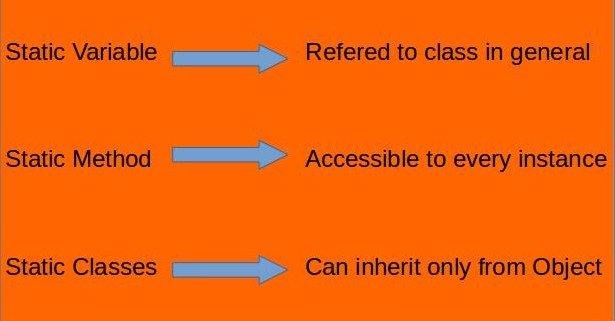 Static Variable Refered to class in general
Static Method Accessible to every instance
Static Classes Can inherit only from Object